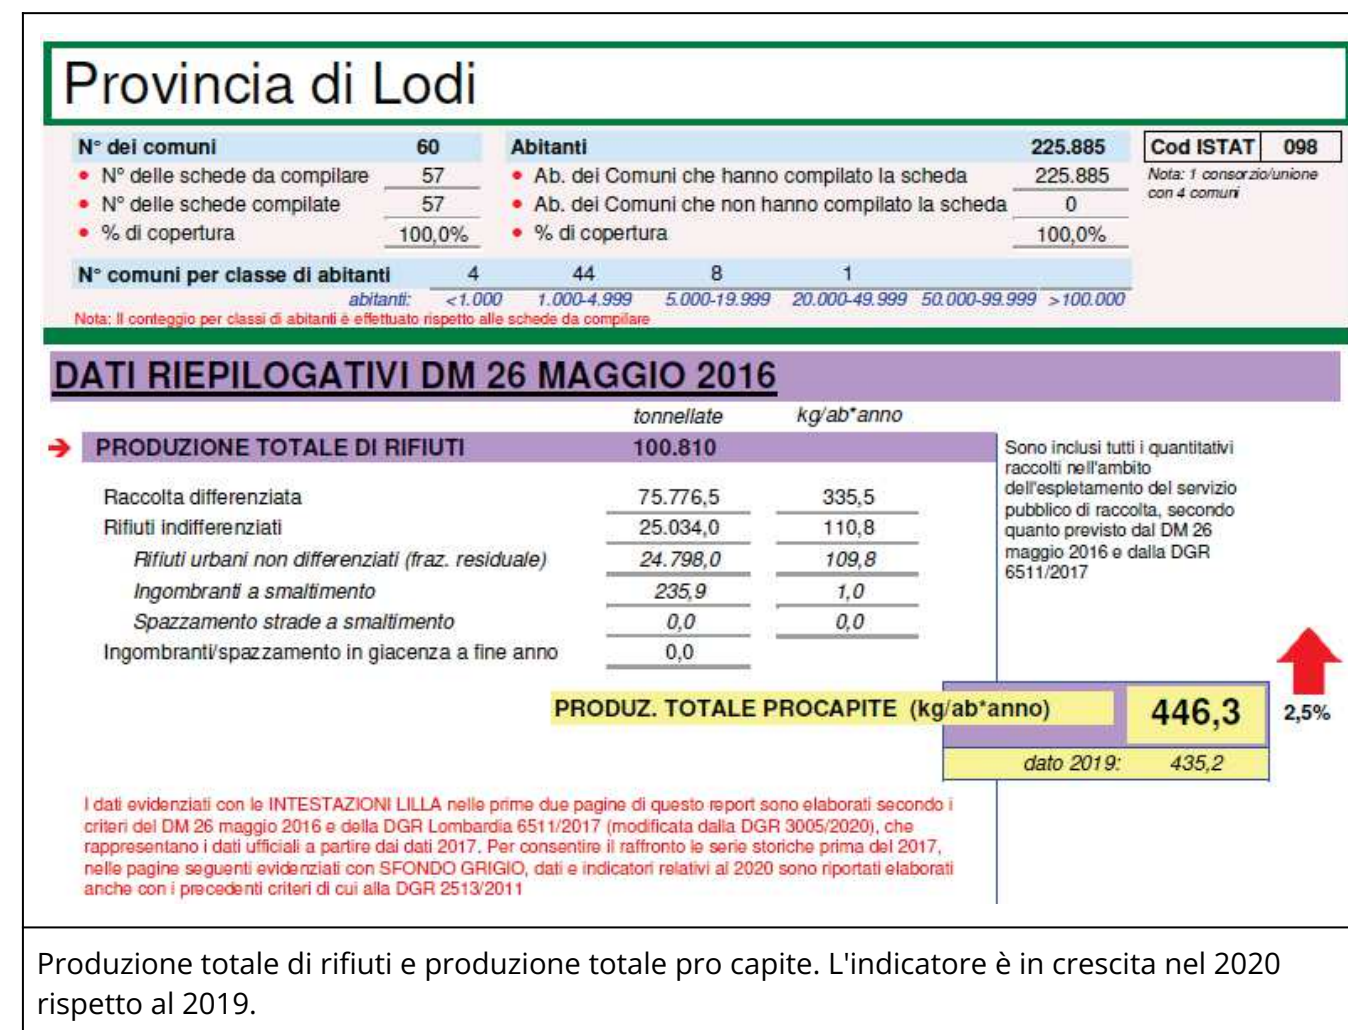 Provincia di Lodi
N° dei comuni 60 Abitanti 225.885 Cod ISTAT 098
• N° delle schede da compilare 57 • Ab. dei Comuni che hanno compilato la scheda 225.885 Nota: 1 consorzio/unione
• N° delle schede compilate 57 • Ab. dei Comuni che non hanno compilato la scheda 0 con 4 comuni
• % di copertura 100,0% • % di copertura 100,0%
N° comuni per classe di abitanti 4 44 8 1
abitanti: <1.000 1.000-4.999 5.000-19.999 20.000-49.999 50.000-99.999 >100.000
Nota: Il conteggio per classi di abitanti è effettuato rispetto alle schede da compilare
DATI RIEPILOGATIVI DM 26 MAGGIO 2016
tonnellate kg/ab*anno
PRODUZIONE TOTALE DI RIFIUTI 100.810
Raccolta differenziata 75.776,5 335,5
Rifiuti indifferenziati 25.034,0 110,8
Rifiuti urbani non differenziati (fraz. residuale) 24.798,0 109,8
Ingombranti a smaltimento 235,9 1,0
Spazzamento strade a smaltimento 0,0 0,0
Ingombranti/spazzamento in giacenza a fine anno 0,0
Sono inclusi tutti i quantitativi
raccolti nell'ambito
dell'espletamento del servizio
pubblico di raccolta, secondo
quanto previsto dal DM 26
maggio 2016 e dalla DGR
6511/2017
PRODUZ. TOTALE PROCAPITE (kg/ab*anno) 446,3 2,5%
dato 2019: 435,2
I dati evidenziati con le INTESTAZIONI LILLA nelle prime due pagine di questo report sono elaborati secondo i
criteri del DM 26 maggio 2016 e della DGR Lombardia 6511/2017 (modificata dalla DGR 3005/2020), che
rappresentano i dati ufficiali a partire dai dati 2017. Per consentire il raffronto le serie storiche prima del 2017,
nelle pagine seguenti evidenziati con SFONDO GRIGIO, dati e indicatori relativi al 2020 sono riportati elaborati
anche con i precedenti criteri di cui alla DGR 2513/2011
Produzione totale di rifiuti e produzione totale pro capite. L'indicatore è in crescita nel 2020
rispetto al 2019.